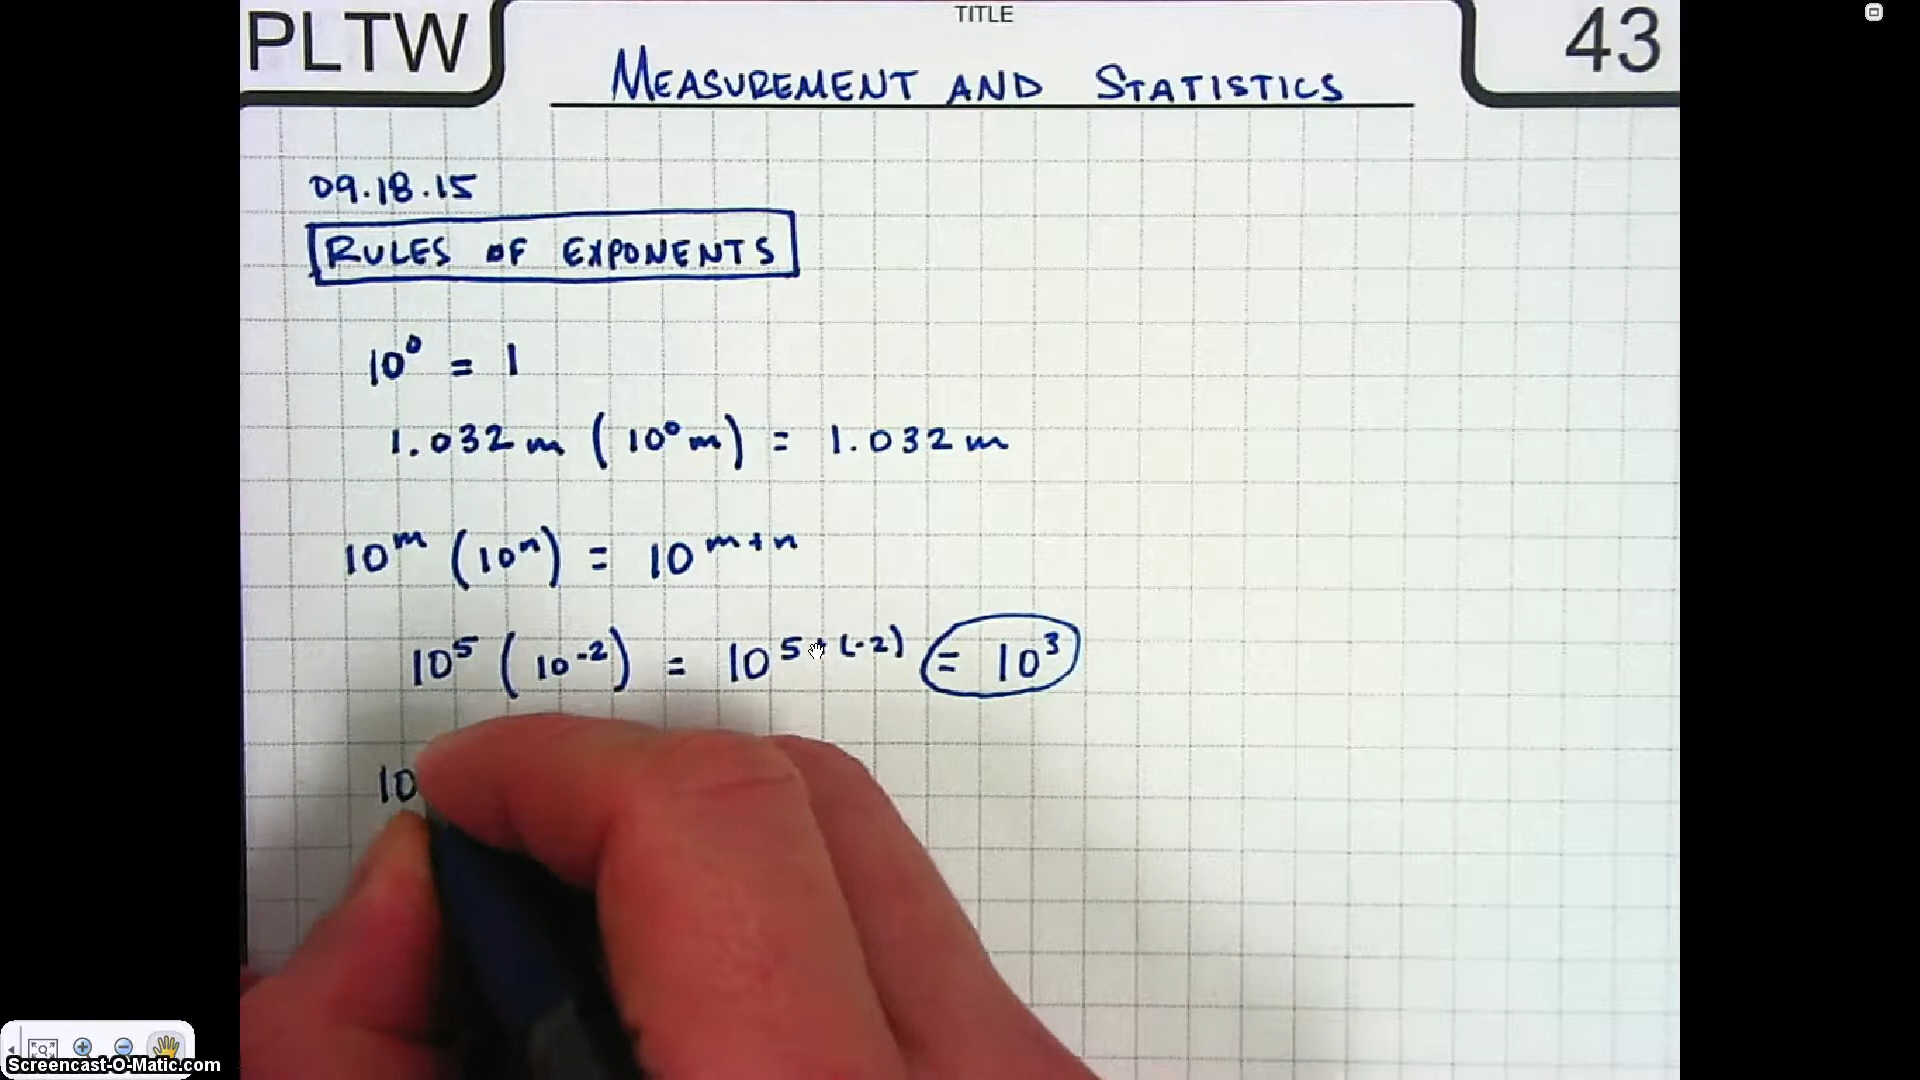 PLTW
TITLE
43
MEASUREMENT AND STATISTICS
09.18.15
RULES OF EXPONENTS
10⁰ = 1
1.032 m (10⁰ m) = 1.032 m
10ᵐ (10ⁿ) = 10ᵐ⁺ⁿ
10⁵ (10⁻²) = 10⁵⁺⁽⁻²⁾ = 10³
10
Screencast-O-Matic.com